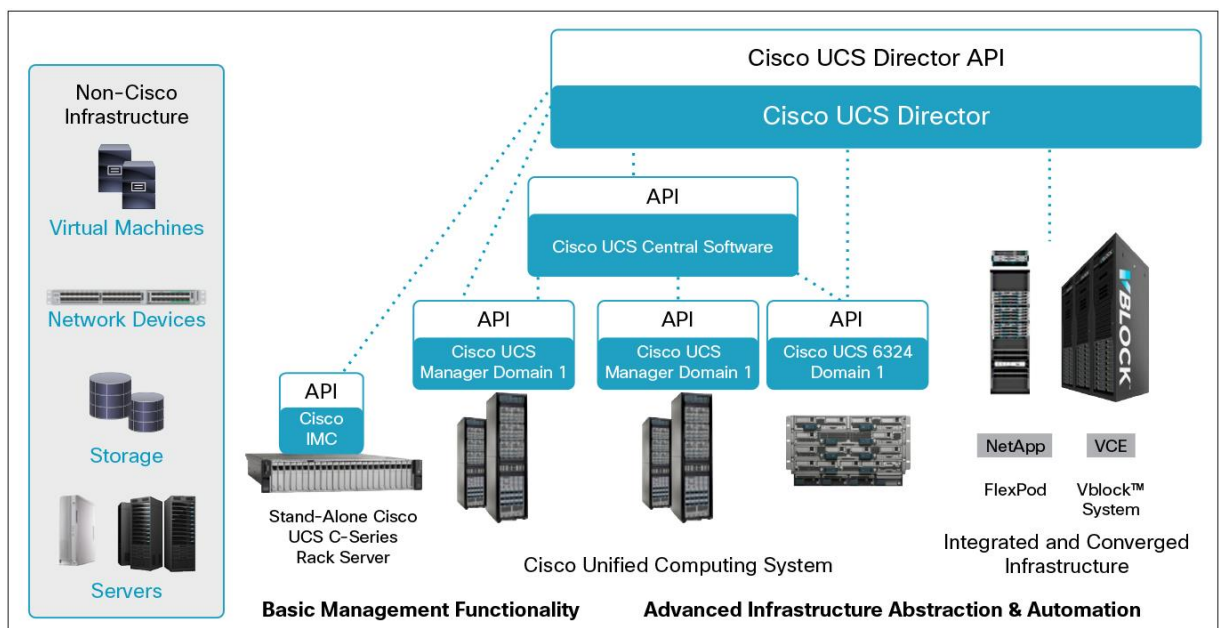 Cisco UCS Director API
Cisco UCS Director
Non-Cisco
Infrastructure
Virtual Machines
Network Devices
Storage
Servers
API
Cisco UCS Central Software
API
Cisco UCS
Manager Domain 1
API
Cisco UCS
Manager Domain 1
API
Cisco UCS 6324
Domain 1
API
Cisco
IMC
Stand-Alone Cisco
UCS C-Series
Rack Server
Cisco Unified Computing System
VBLOCK
NetApp
VCE
FlexPod
Vblock™
System
Integrated and Converged
Infrastructure
Basic Management Functionality
Advanced Infrastructure Abstraction & Automation